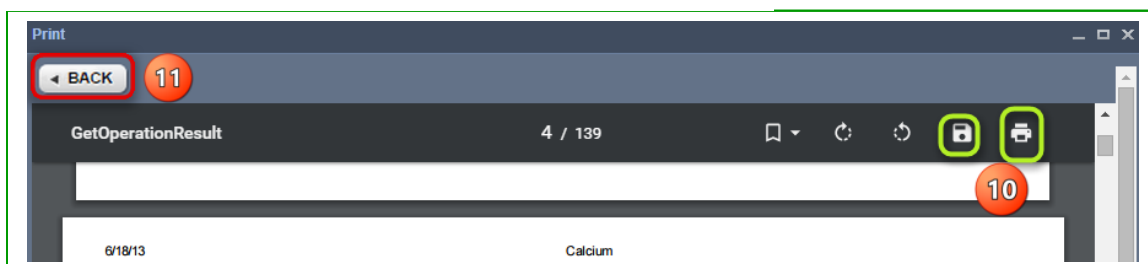 Print
BACK 11
GetOperationResult 4 / 139
10
6/18/13 Calcium